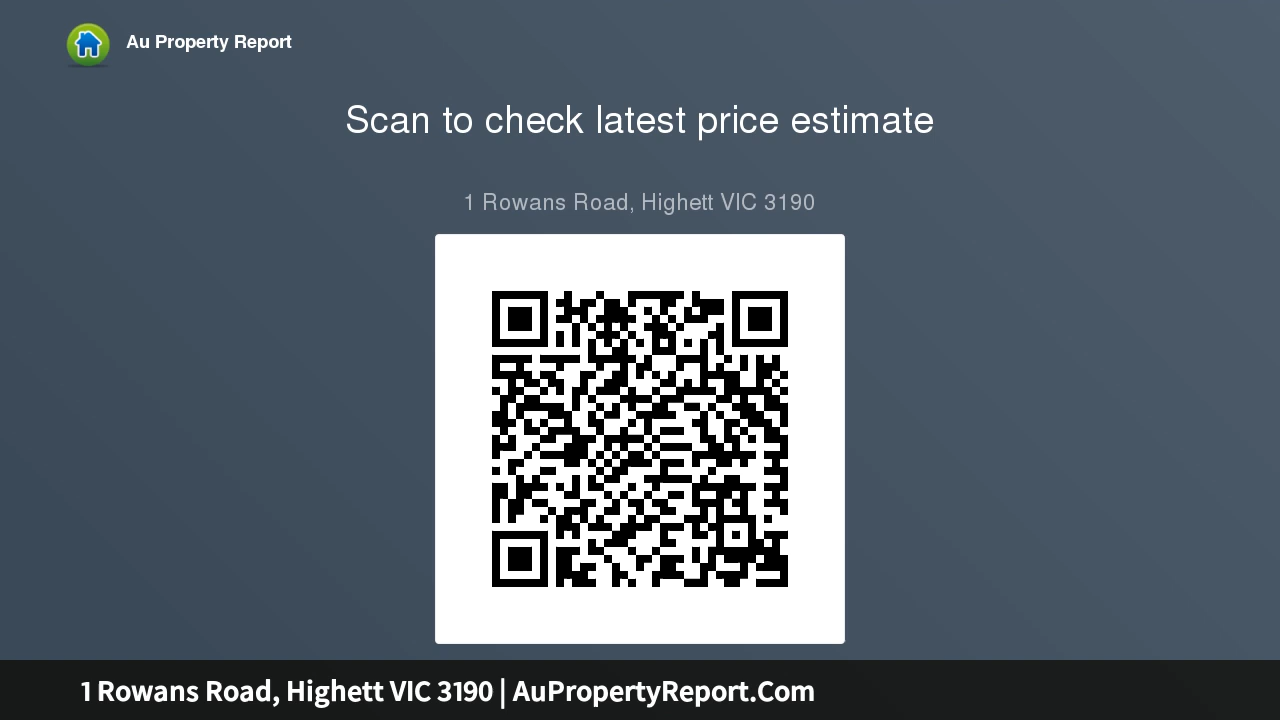 Au Property Report
Scan to check latest price estimate
1 Rowans Road, Highett VIC 3190
1 Rowans Road, Highett VIC 3190 | AuPropertyReport.Com